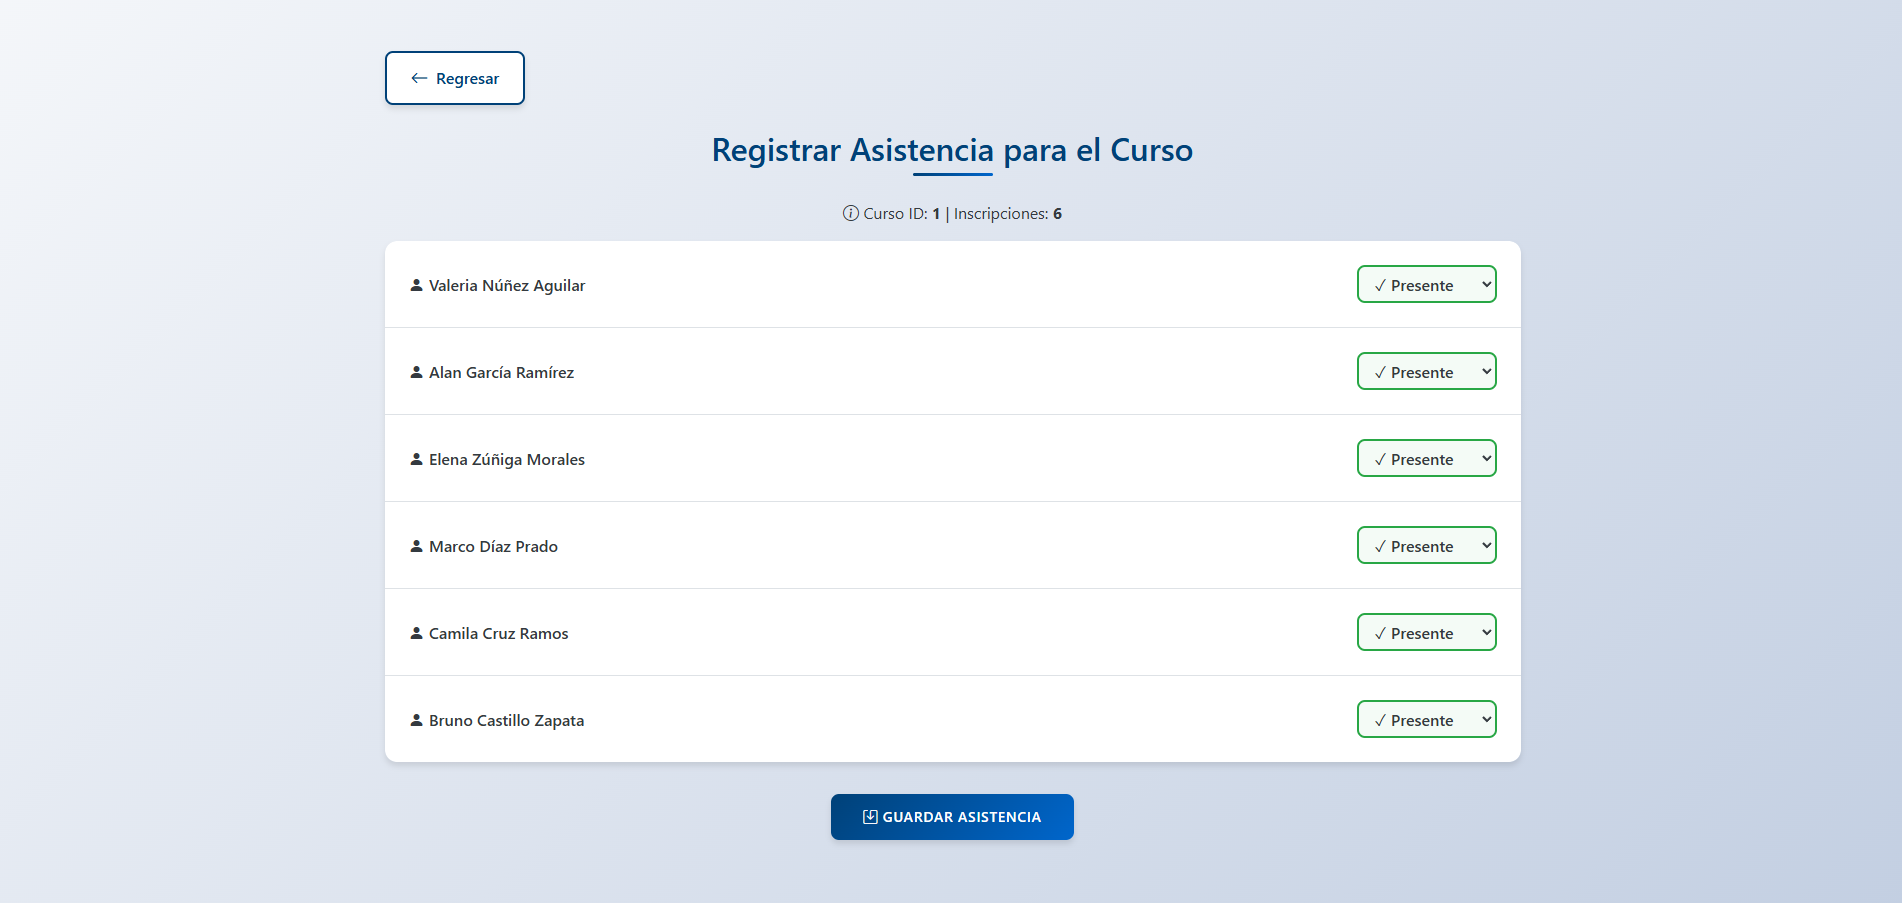 Regresar
Registrar Asistencia para el Curso
Curso ID: 1 | Inscripciones: 6
Valeria Núñez Aguilar ✓ Presente
Alan García Ramírez ✓ Presente
Elena Zúñiga Morales ✓ Presente
Marco Díaz Prado ✓ Presente
Camila Cruz Ramos ✓ Presente
Bruno Castillo Zapata ✓ Presente
GUARDAR ASISTENCIA